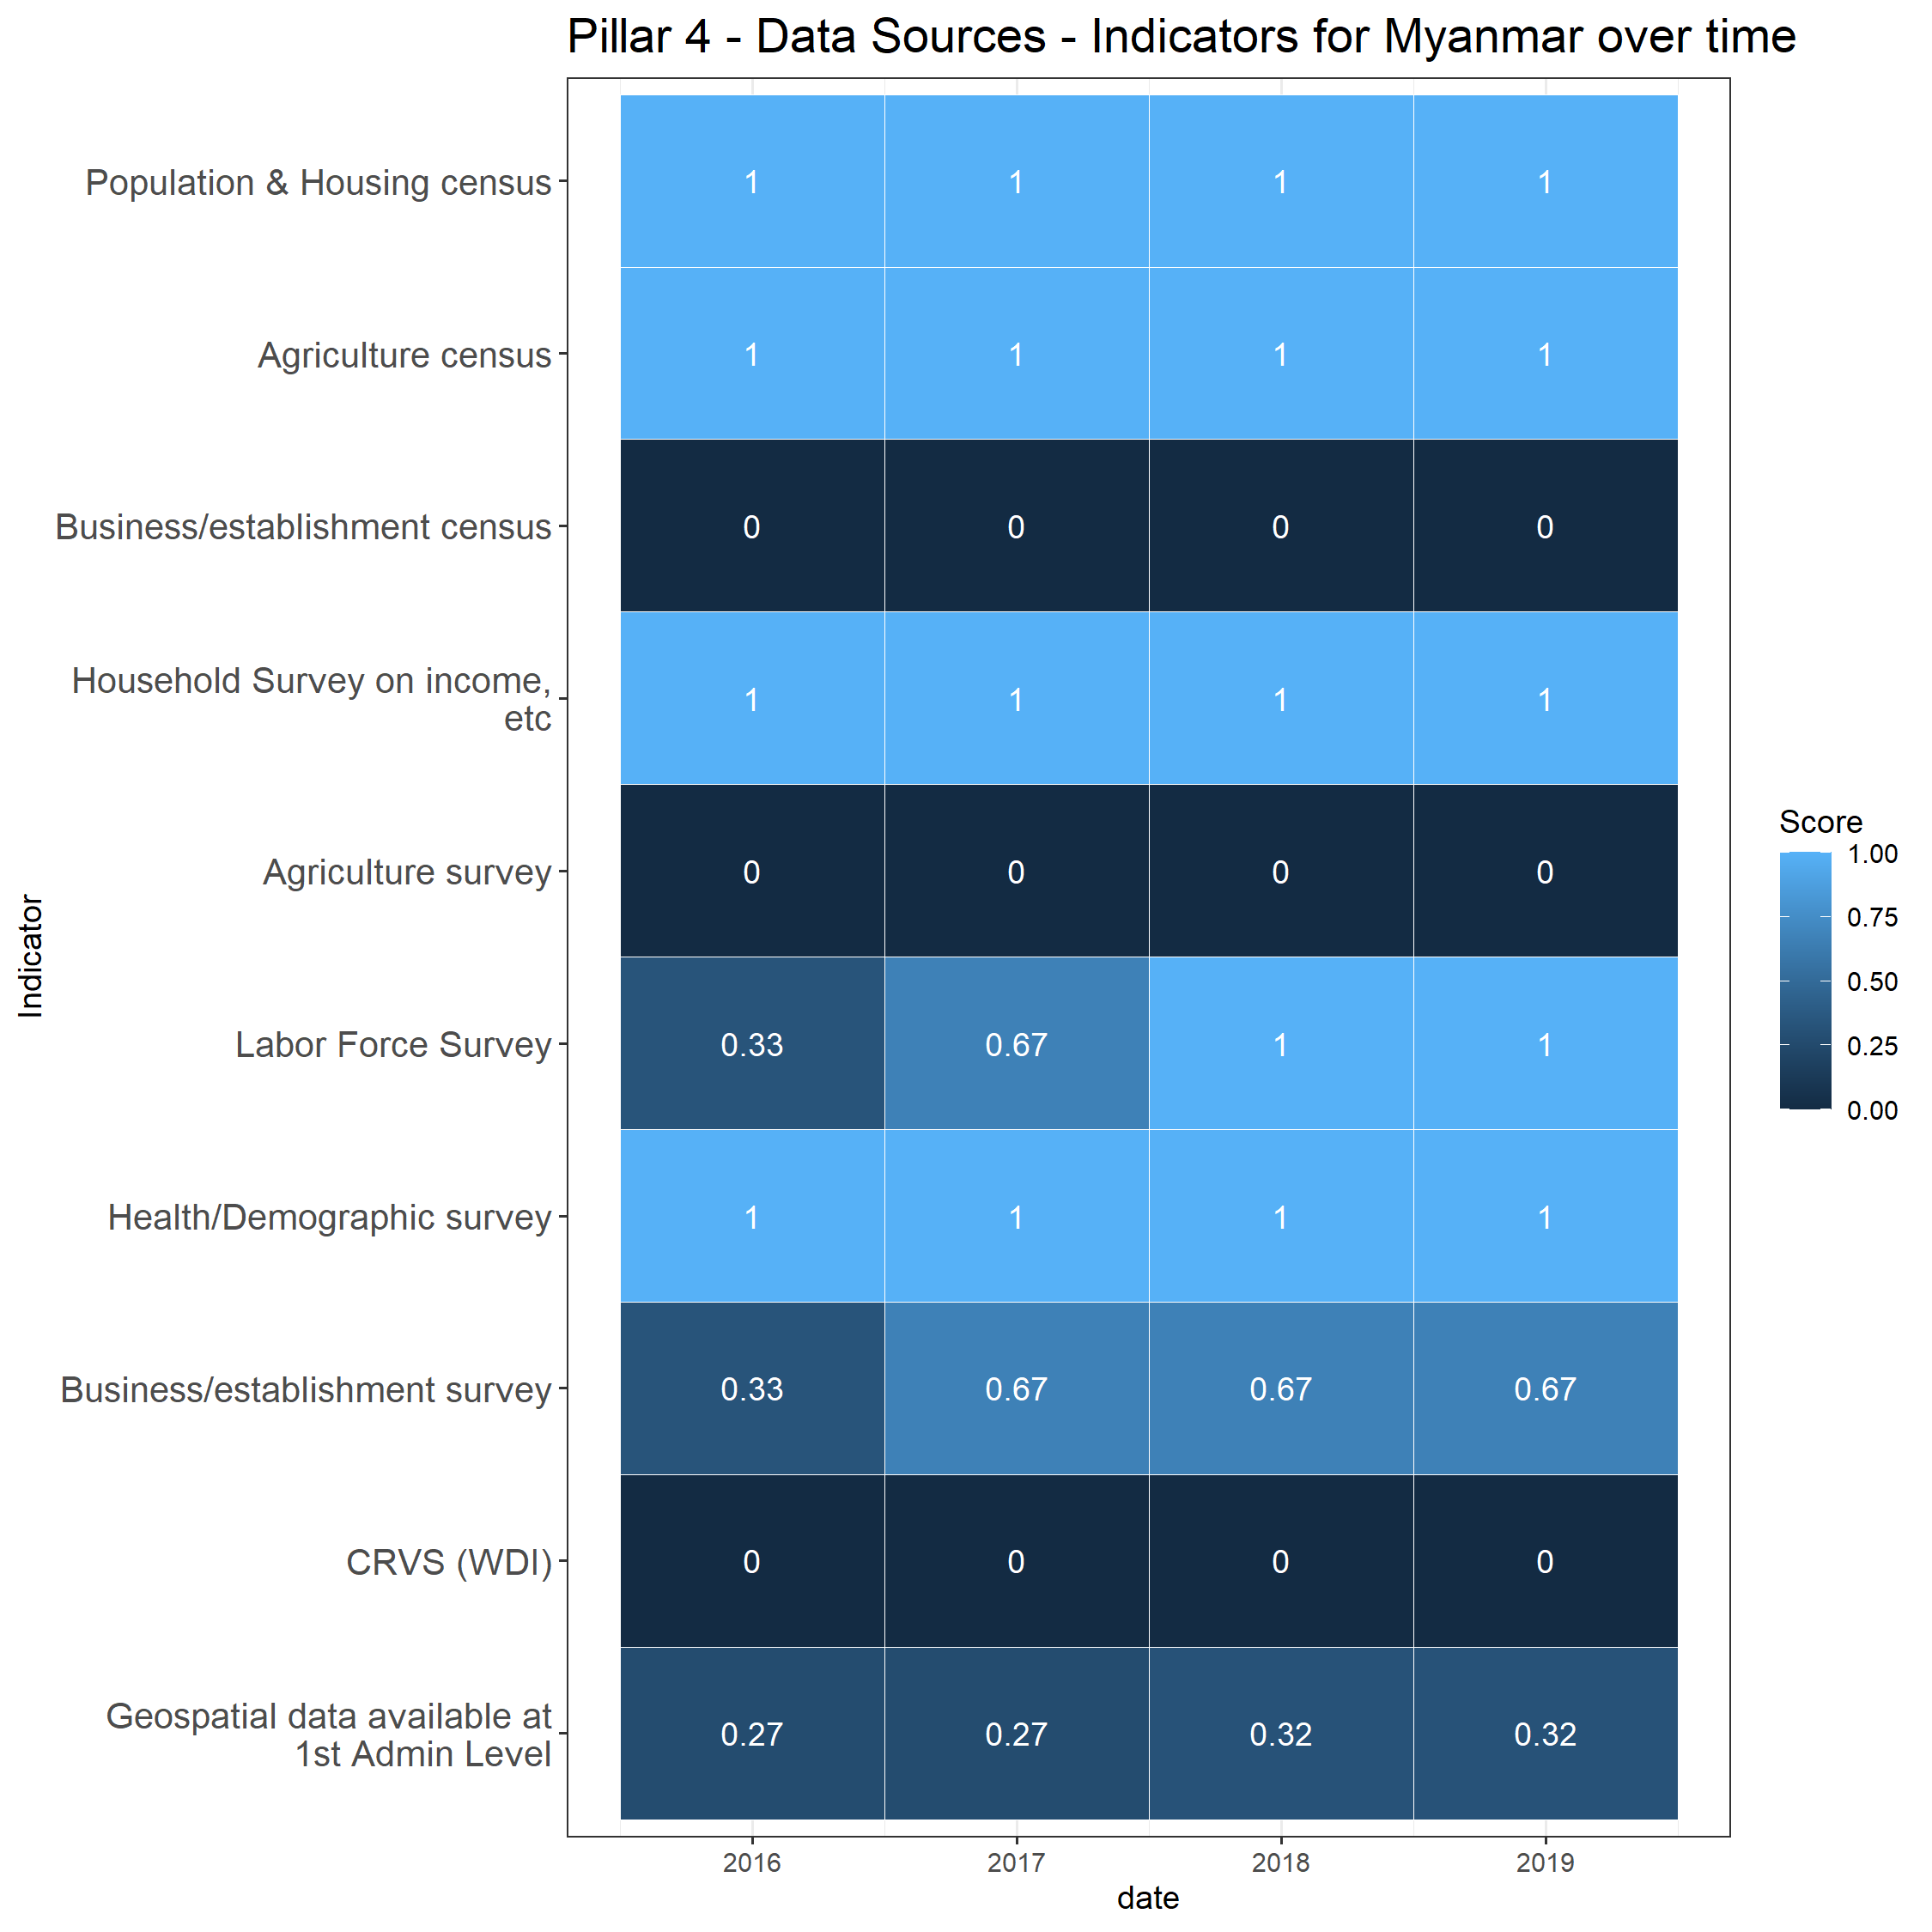 Pillar 4 - Data Sources - Indicators for Myanmar over time
Population & Housing census 1 1 1 1
Agriculture census 1 1 1 1
Business/establishment census 0 0 0 0
Household Survey on income,
etc
1 1 1 1
Agriculture survey 0 0 0 0
Labor Force Survey 0.33 0.67 1 1
Health/Demographic survey 1 1 1 1
Business/establishment survey 0.33 0.67 0.67 0.67
CRVS (WDI) 0 0 0 0
Geospatial data available at
1st Admin Level
0.27 0.27 0.32 0.32
2016 2017 2018 2019
date
Indicator
Score
1.00
0.75
0.50
0.25
0.00